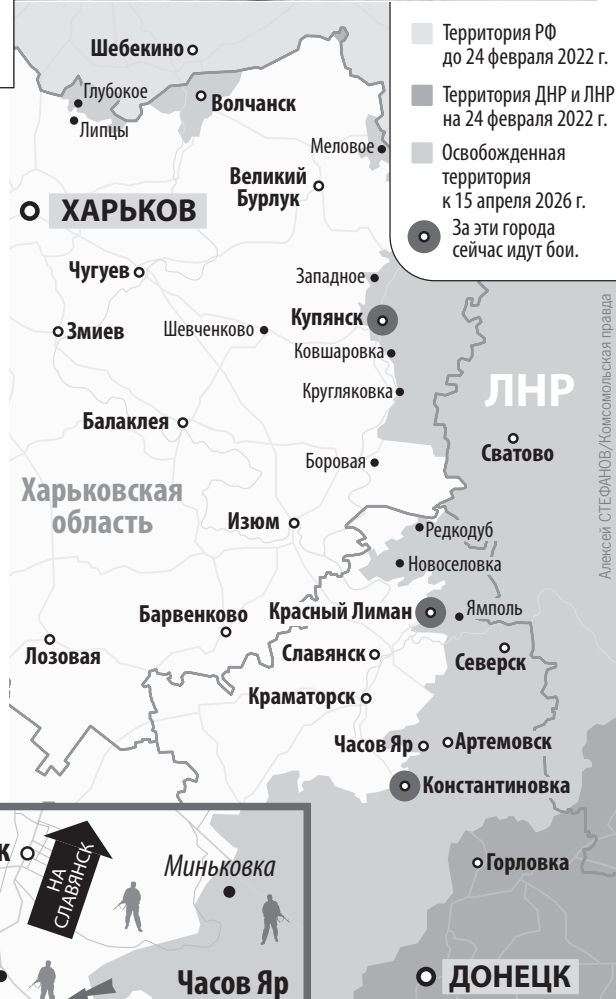 Шебекино
Глубокое
Волчанск
Липцы
Меловое
Великий
Бурлук
ХАРЬКОВ
Чугуев
Западное
Змиев
Шевченково
Купянск
Ковшаровка
Кругляковка
ЛНР
Балаклея
Сватово
Боровая
Харьковская
область
Изюм
Редкодуб
Новоселовка
Барвенково
Красный Лиман
Ямполь
Лозовая
Славянск
Северск
Краматорск
Часов Яр
Артемовск
Константиновка
Горловка
ДОНЕЦК
Территория РФ
до 24 февраля 2022 г.
Территория ДНР и ЛНР
на 24 февраля 2022 г.
Освобожденная
территория
к 15 апреля 2026 г.
За эти города
сейчас идут бои.
Алексей СТЕФАНОВ/Комсомольская правда
К
НА
СЛАВЯНСК
Миньковка
Часов Яр